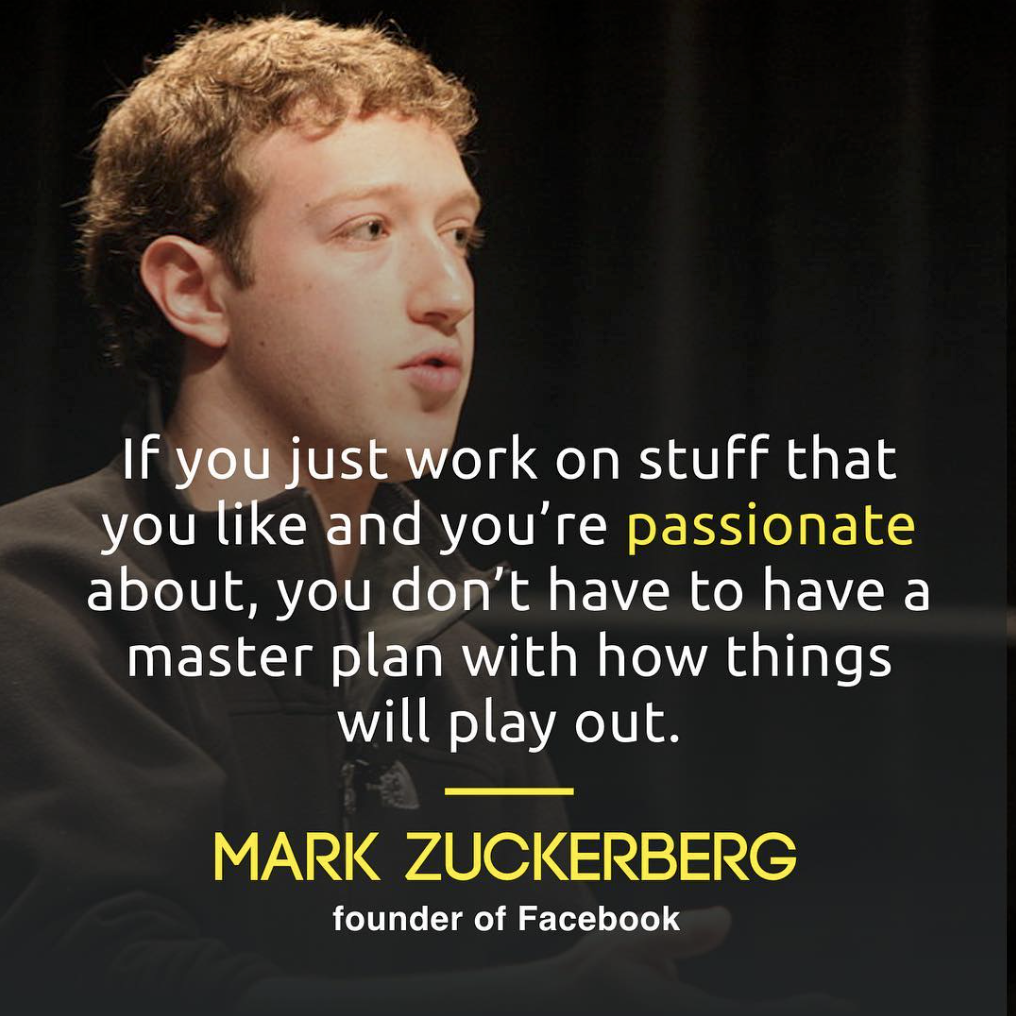 If you just work on stuff that
you like and you’re passionate
about, you don’t have to have a
master plan with how things
will play out.
MARK ZUCKERBERG
founder of Facebook